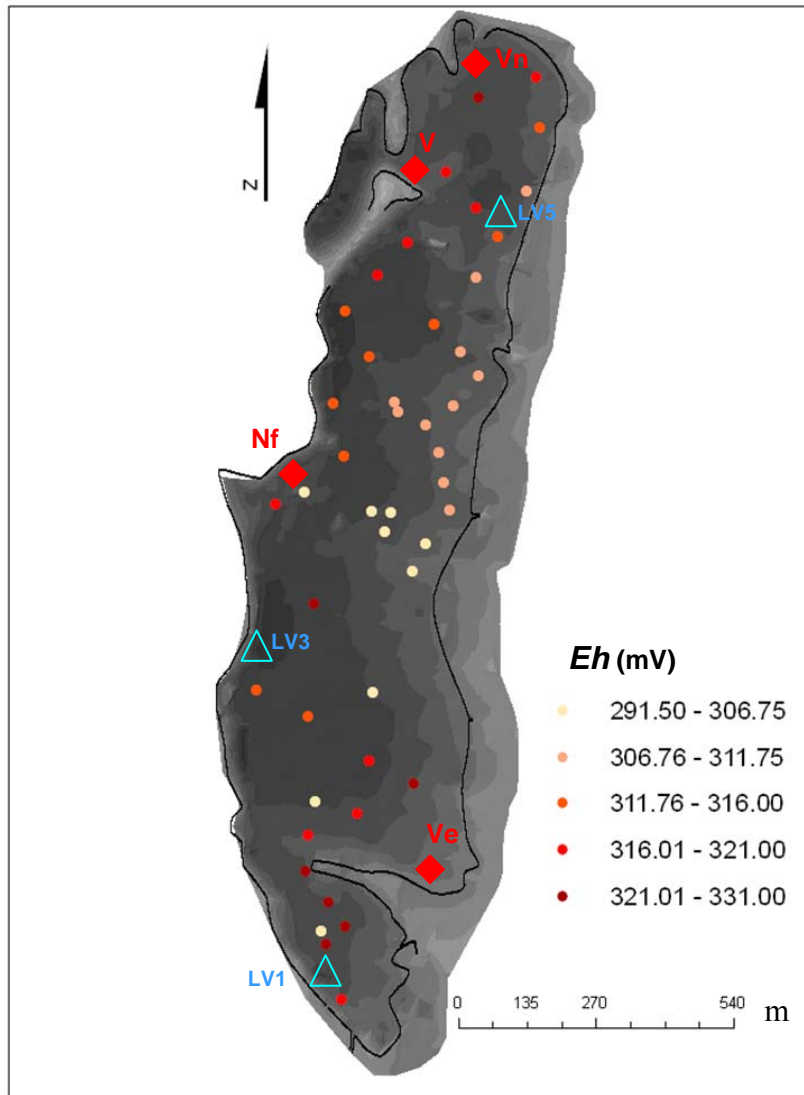 Vn
V
Z
LV5
Nf
LV3
Eh (mV)
291.50 - 306.75
306.76 - 311.75
311.76 - 316.00
316.01 - 321.00
321.01 - 331.00
Ve
LV1
0 135 270 540 m